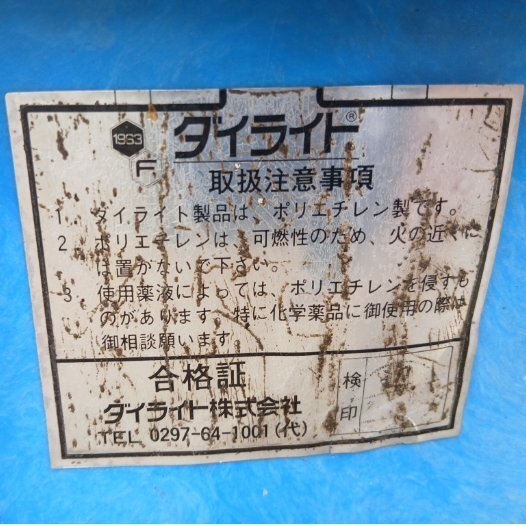 1963
F
ダイライト®
取扱注意事項
1 ダイライト製品は、ポリエチレン製です。
2 ポリエチレンは、可燃性のため、火の近くに
は置かないで下さい。
3 使用薬液によっては、ポリエチレンを侵すも
のがあります。特に化学薬品に御使用の際は
御相談願います
合格証
検印
ダイライト株式会社
TEL 0297-64-1001(代)